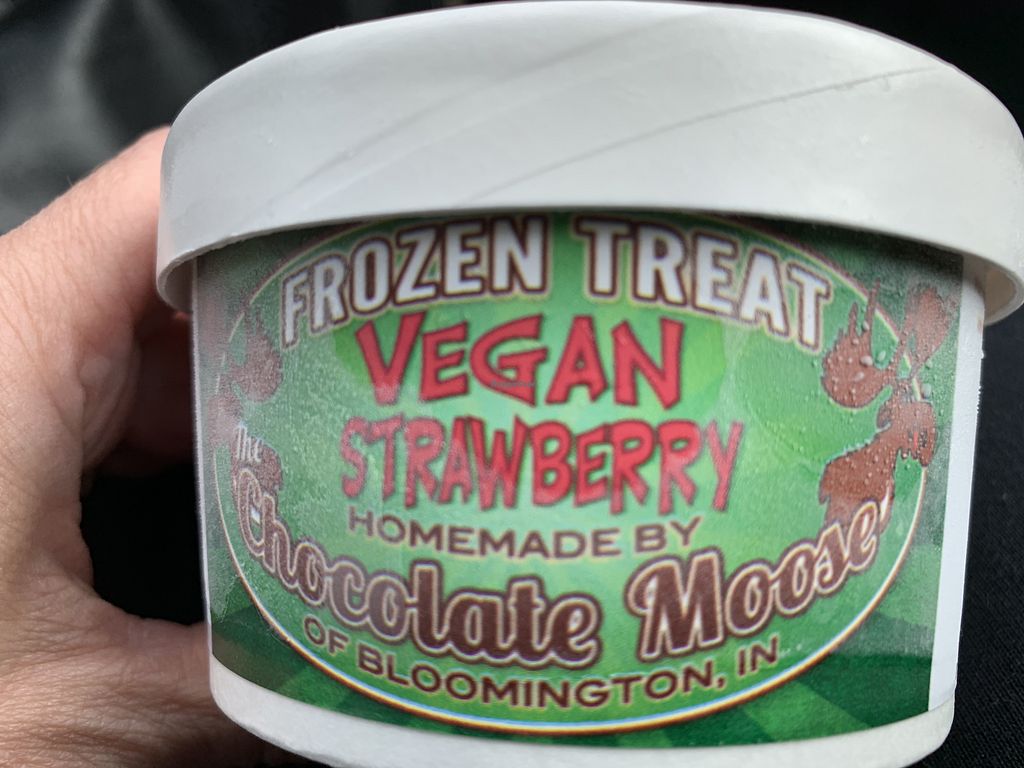 FROZEN TREAT
VEGAN
STRAWBERRY
HOMEMADE BY
The
Chocolate Moose
OF BLOOMINGTON, IN